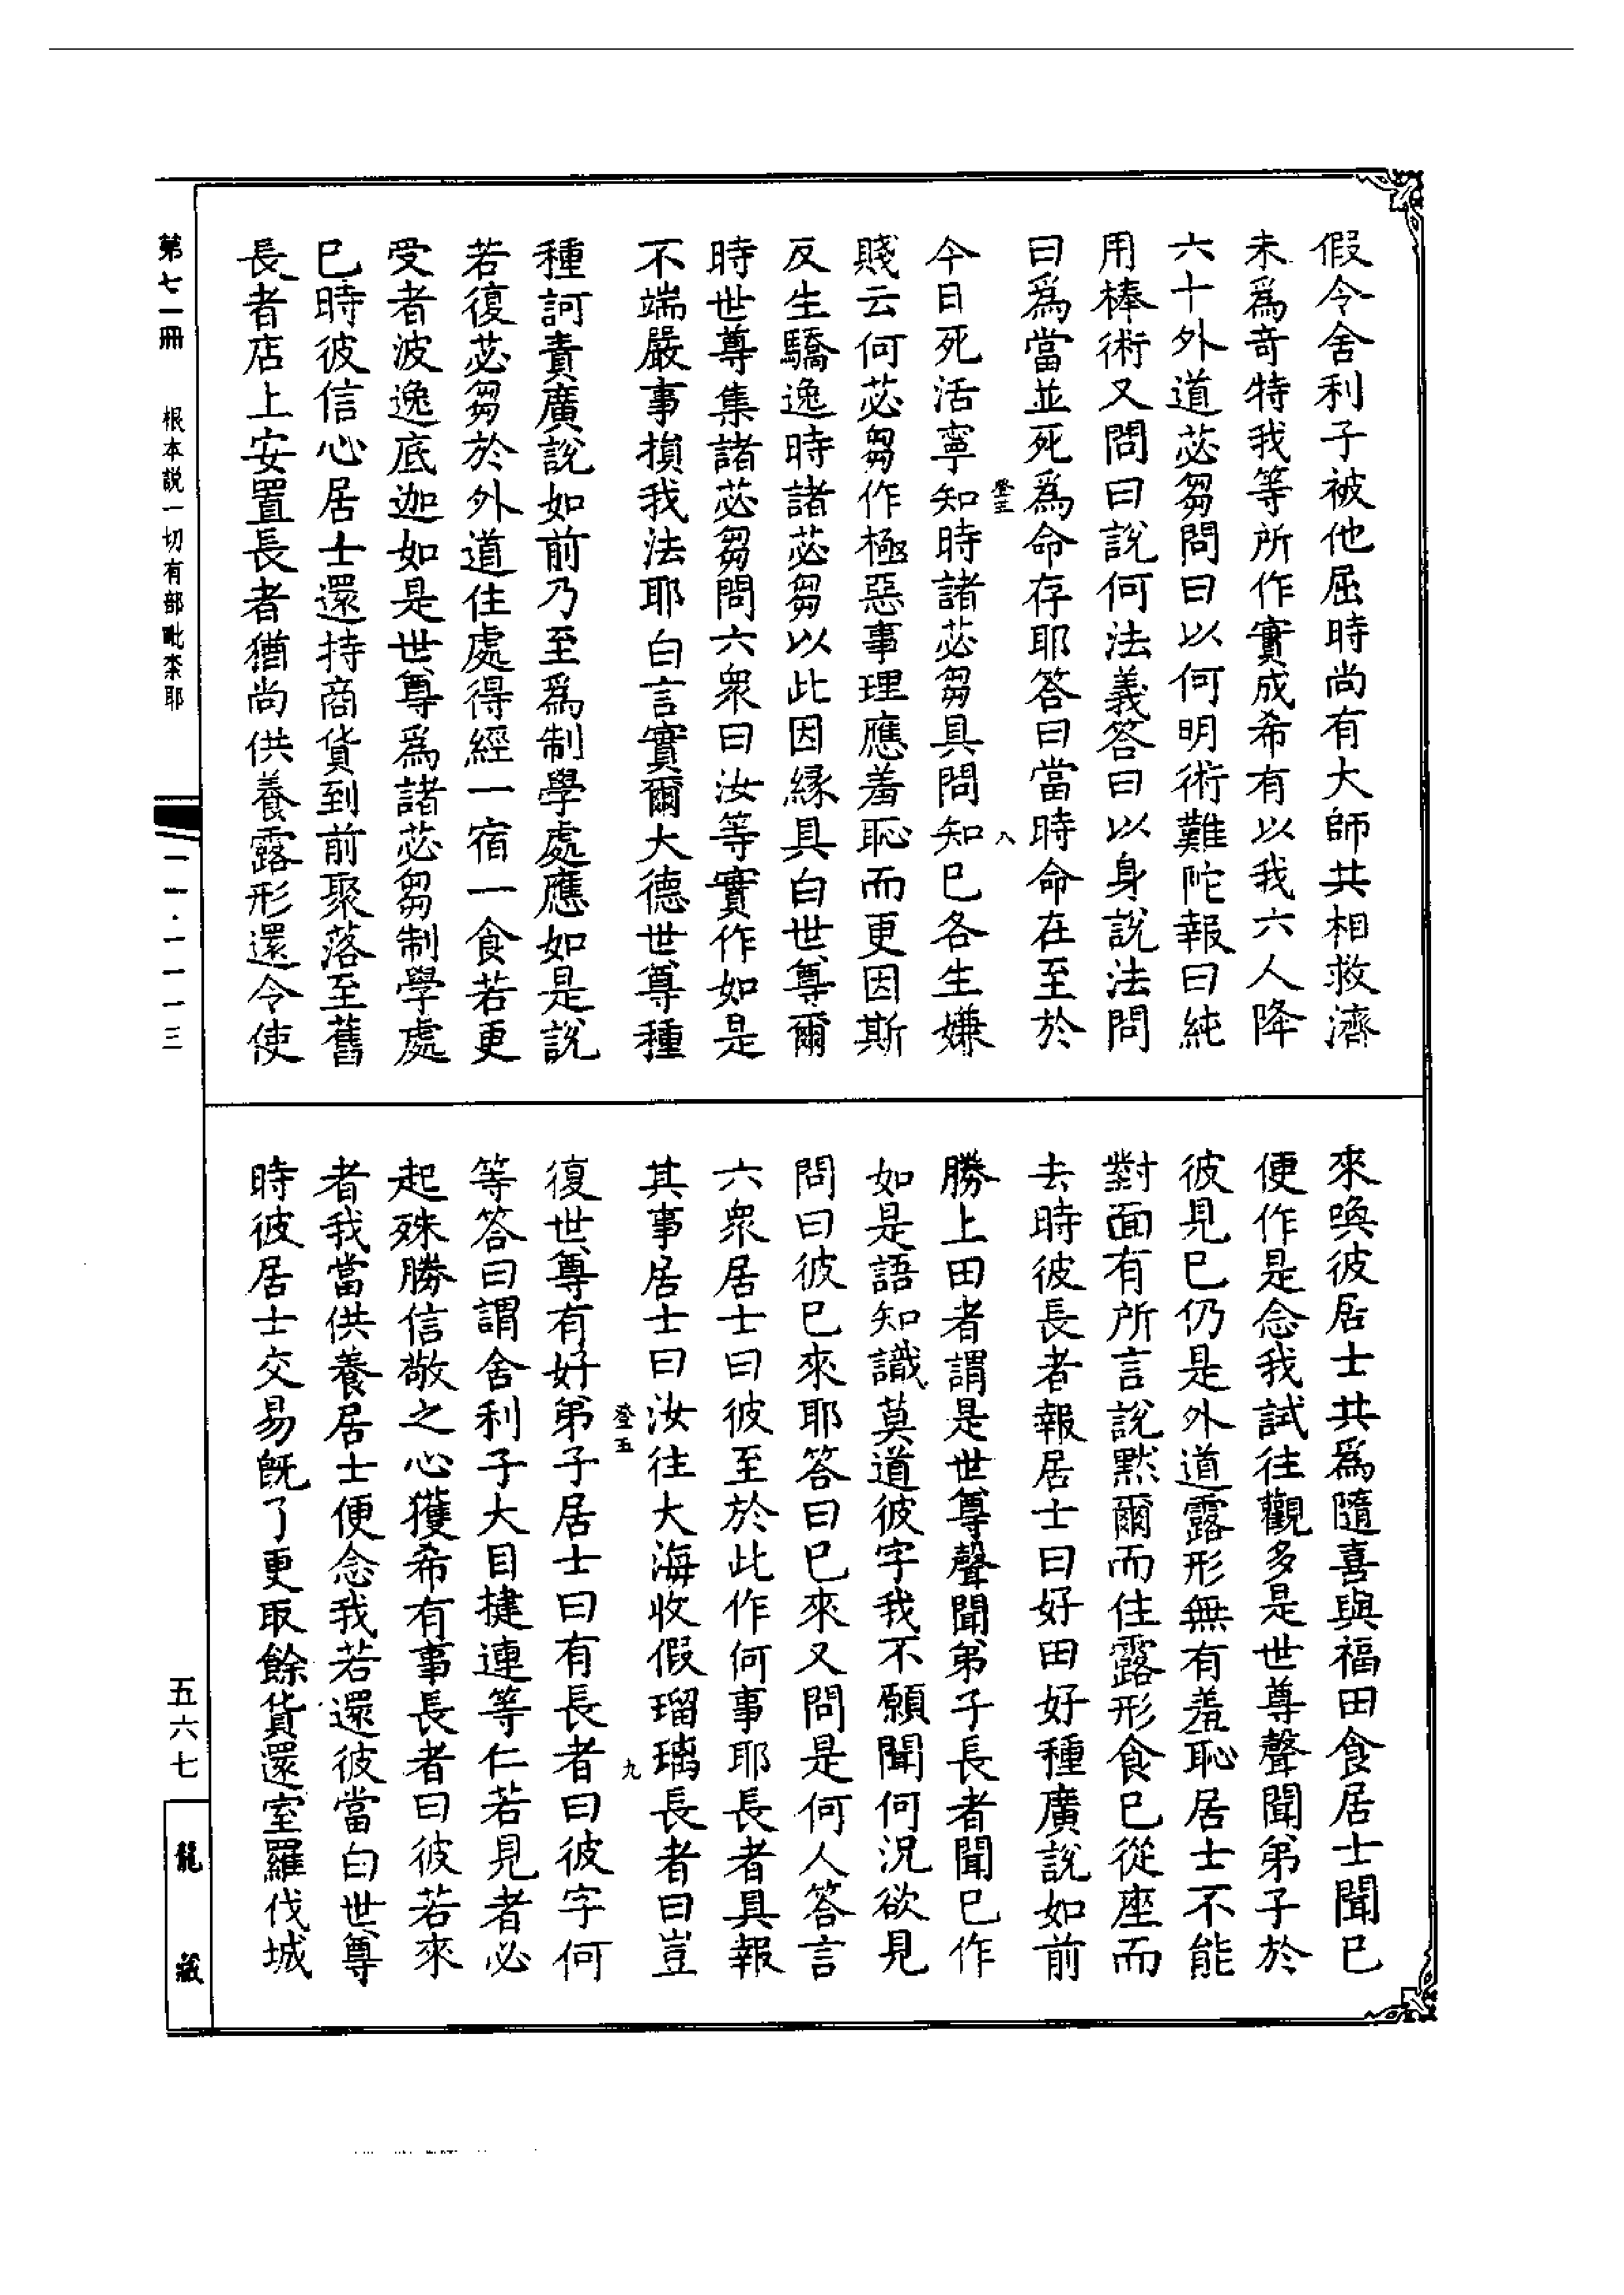 假令舍利子被他屈時尚有大師共相救濟
未爲奇特我等所作實成希有以我六人降
六十外道苾芻問曰以何明術難陀報曰純
用棒術又問曰說何法義答曰以身說法問
曰爲當並死爲命存耶答曰當時命在至於
登五
八
今日死活寧知時諸苾芻具問知已各生嫌
賤云何苾芻作極惡事理應羞恥而更因斯
反生驕逸時諸苾芻以此因緣具白世尊爾
時世尊集諸苾芻問六衆曰汝等實作如是
不端嚴事損我法耶白言實爾大德世尊種
種訶責廣說如前乃至爲制學處應如是說
若復苾芻於外道住處得經一宿一食若更
受者波逸底迦如是世尊爲諸苾芻制學處
已時彼信心居士還持商貨到前聚落至舊
長者店上安置長者猶尚供養露形還令使
來喚彼居士共爲隨喜與福田食居士聞已
便作是念我試往觀多是世尊聲聞弟子於
彼見已仍是外道露形無有羞恥居士不能
對面有所言說默爾而住露形食已從座而
去時彼長者報居士曰好田好種廣說如前
勝上田者謂是世尊聲聞弟子長者聞已作
如是語知識莫道彼字我不願聞何況欲見
問曰彼已來耶答曰已來又問是何人答言
六衆居士曰彼至於此作何事耶長者具報
其事居士曰汝往大海收假瑠璃長者曰豈
登五
九
復世尊有好弟子居士曰有長者曰彼字何
等答曰謂舍利子大目揵連等仁若見者必
起殊勝信敬之心獲希有事長者曰彼若來
者我當供養居士便念我若還彼當白世尊
時彼居士交易旣了更取餘貨還室羅伐城
第七一冊
根本說一切有部毗柰耶
一一·一一一三
五六七
龍藏